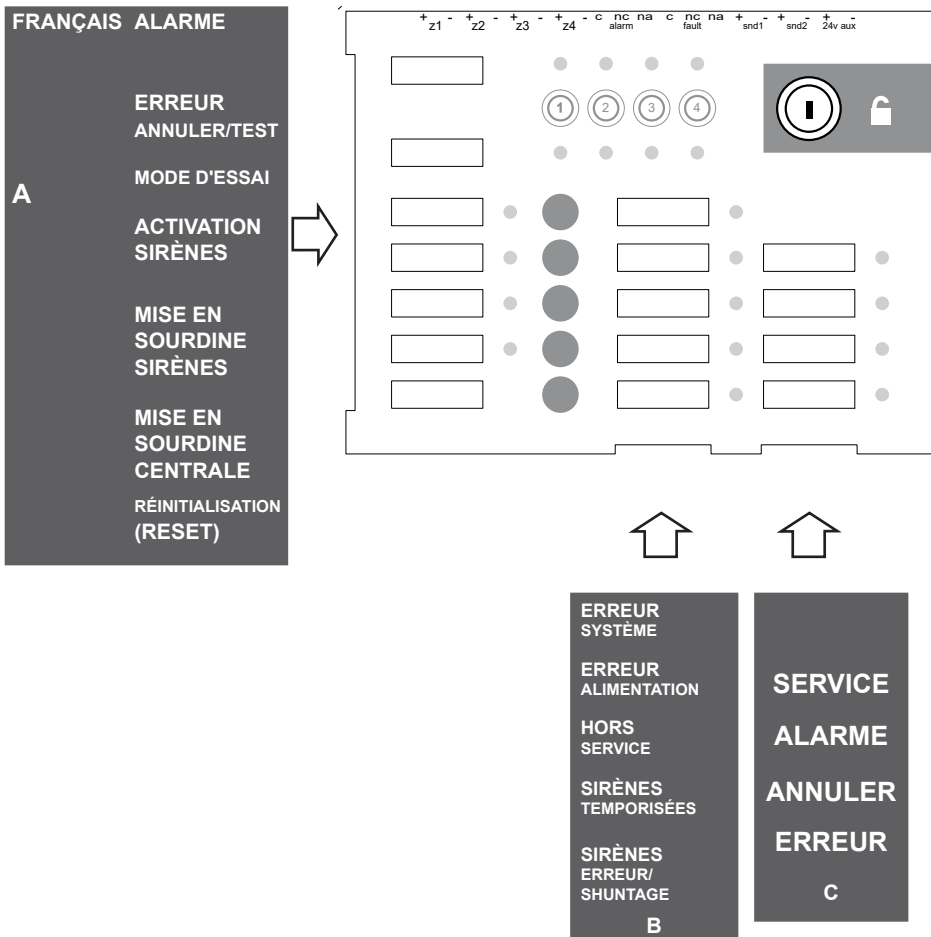 FRANÇAIS ALARME
ERREUR
ANNULER/TEST
MODE D'ESSAI
A
ACTIVATION
SIRÈNES
MISE EN
SOURDINE
SIRÈNES
MISE EN
SOURDINE
CENTRALE
RÉINITIALISATION
(RESET)
+ - + - + - + - c nc na c nc na + - + - + -
z1 z2 z3 z4 alarm fault snd1 snd2 24v aux
1 2 3 4
ERREUR
SYSTÈME
ERREUR
ALIMENTATION
HORS
SERVICE
SIRÈNES
TEMPORISÉES
SIRÈNES
ERREUR/
SHUNTAGE
B
SERVICE
ALARME
ANNULER
ERREUR
C